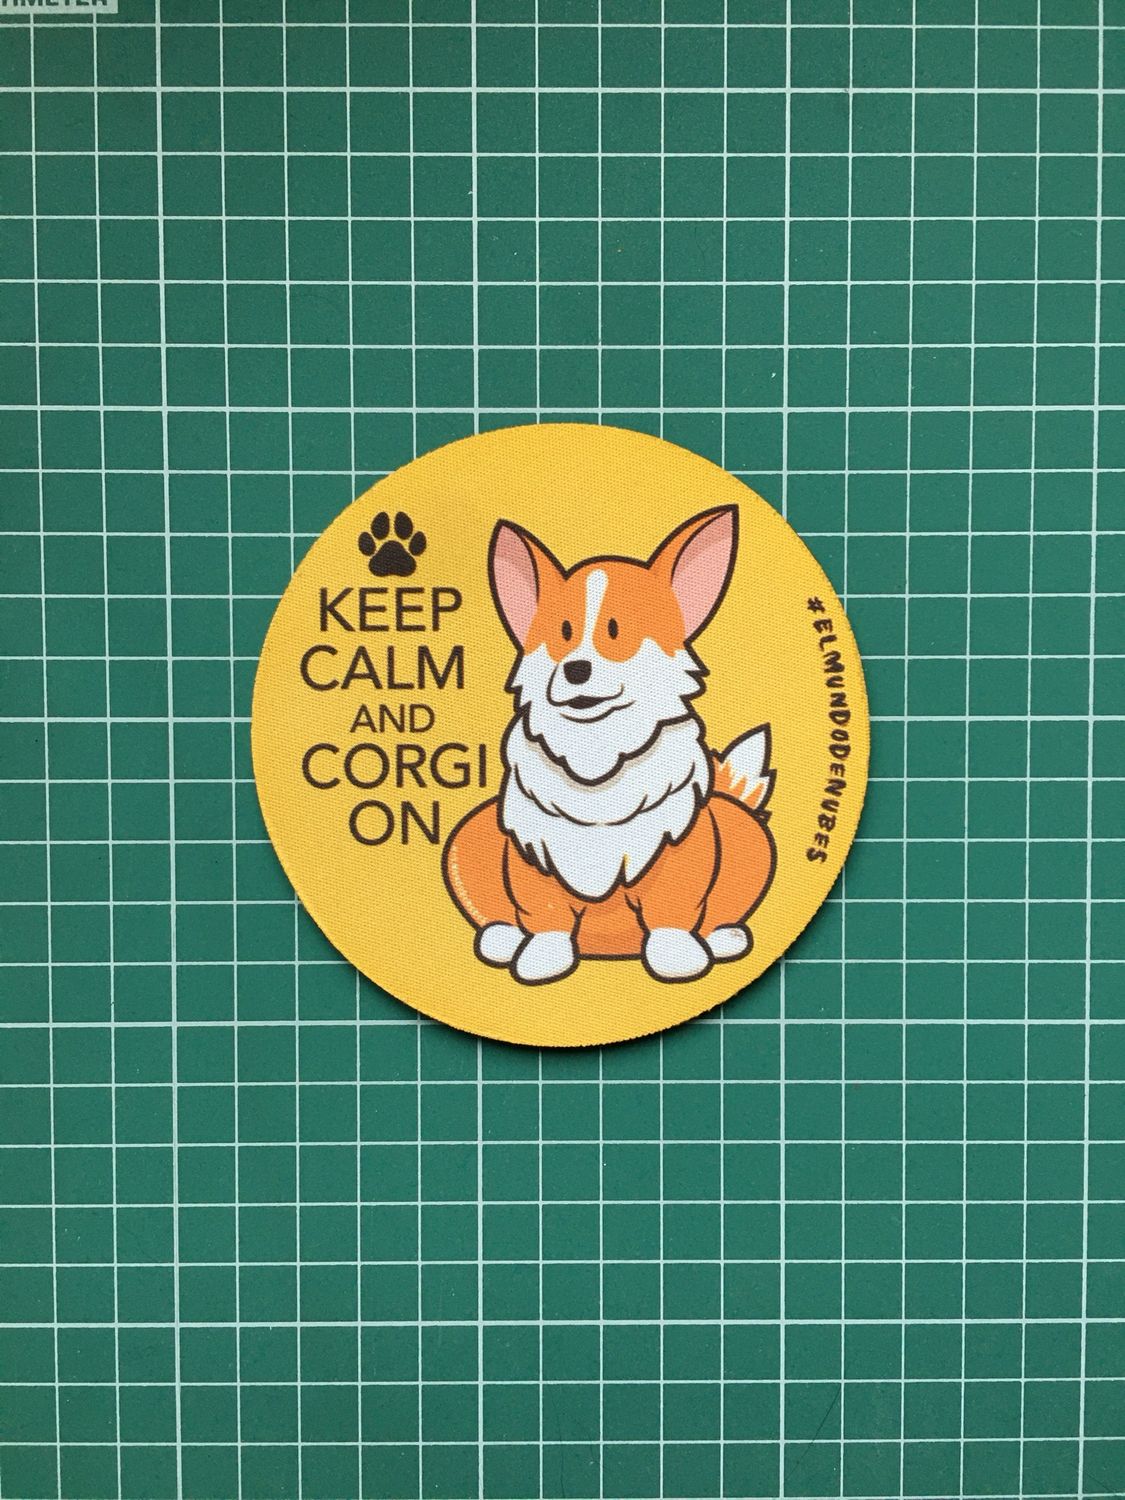 KEEP
CALM
AND
CORGI
ON
#ELMUNDODENUBES